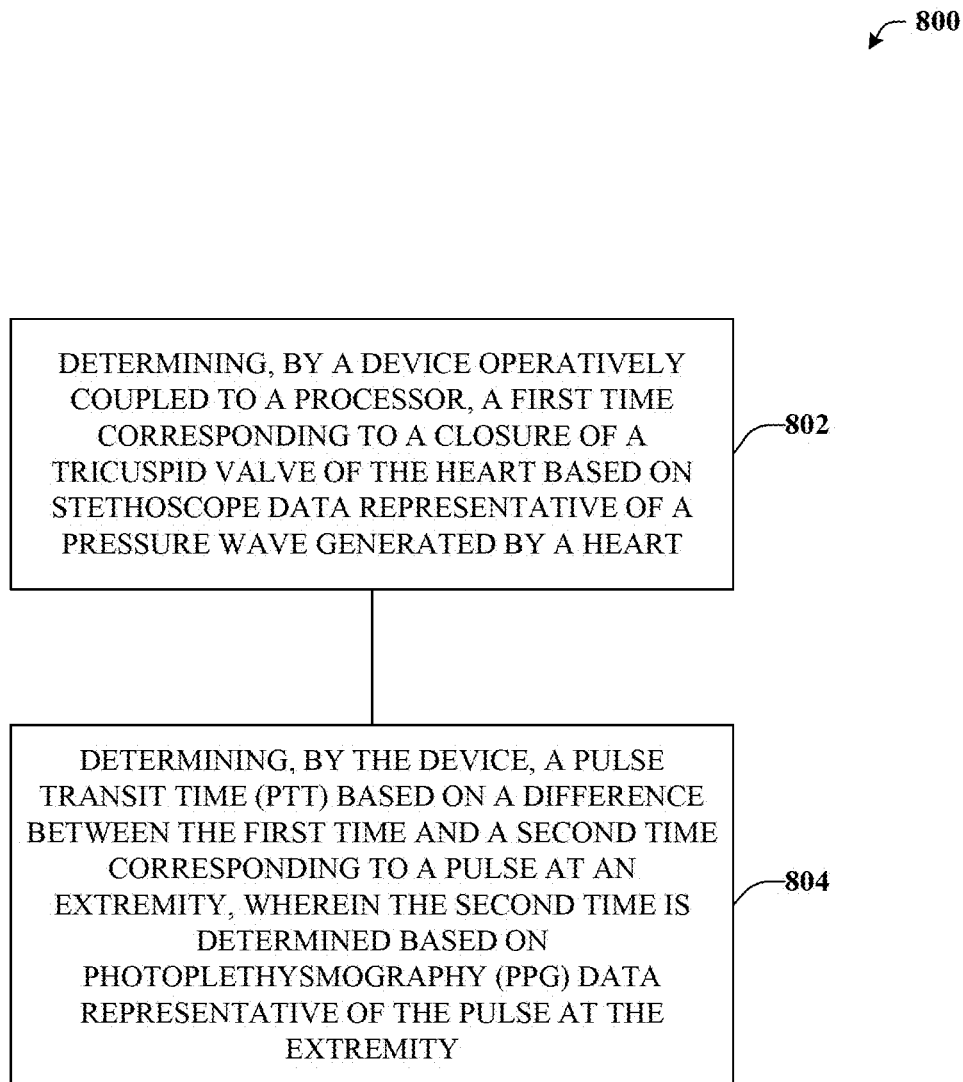 800
DETERMINING, BY A DEVICE OPERATIVELY
COUPLED TO A PROCESSOR, A FIRST TIME
CORRESPONDING TO A CLOSURE OF A
TRICUSPID VALVE OF THE HEART BASED ON
STETHOSCOPE DATA REPRESENTATIVE OF A
PRESSURE WAVE GENERATED BY A HEART
802
DETERMINING, BY THE DEVICE, A PULSE
TRANSIT TIME (PTT) BASED ON A DIFFERENCE
BETWEEN THE FIRST TIME AND A SECOND TIME
CORRESPONDING TO A PULSE AT AN
EXTREMITY, WHEREIN THE SECOND TIME IS
DETERMINED BASED ON
PHOTOPLETHYSMOGRAPHY (PPG) DATA
REPRESENTATIVE OF THE PULSE AT THE
EXTREMITY
804